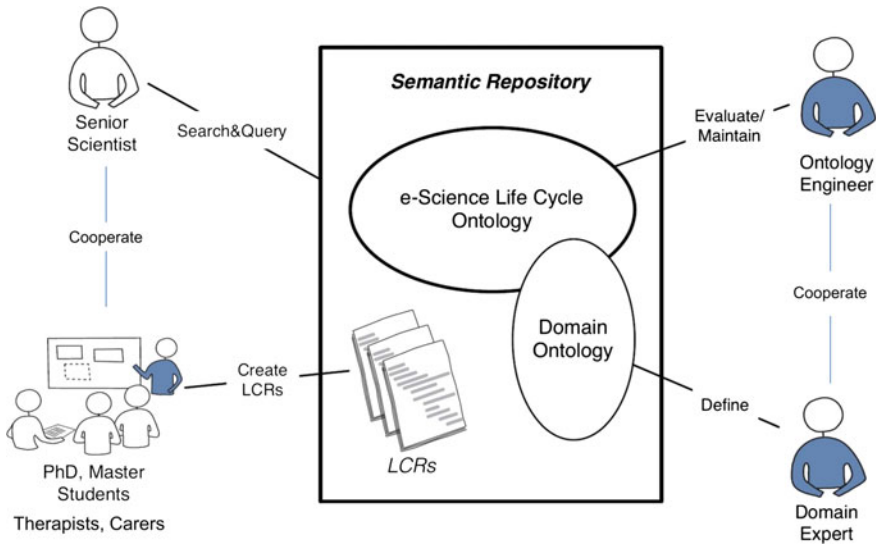 Semantic Repository
Senior
Scientist
Search&Query
Evaluate/
Maintain
Ontology
Engineer
e-Science Life Cycle
Ontology
Cooperate
Cooperate
Domain
Ontology
Create
LCRs
Define
LCRs
PhD, Master
Students
Therapists, Carers
Domain
Expert